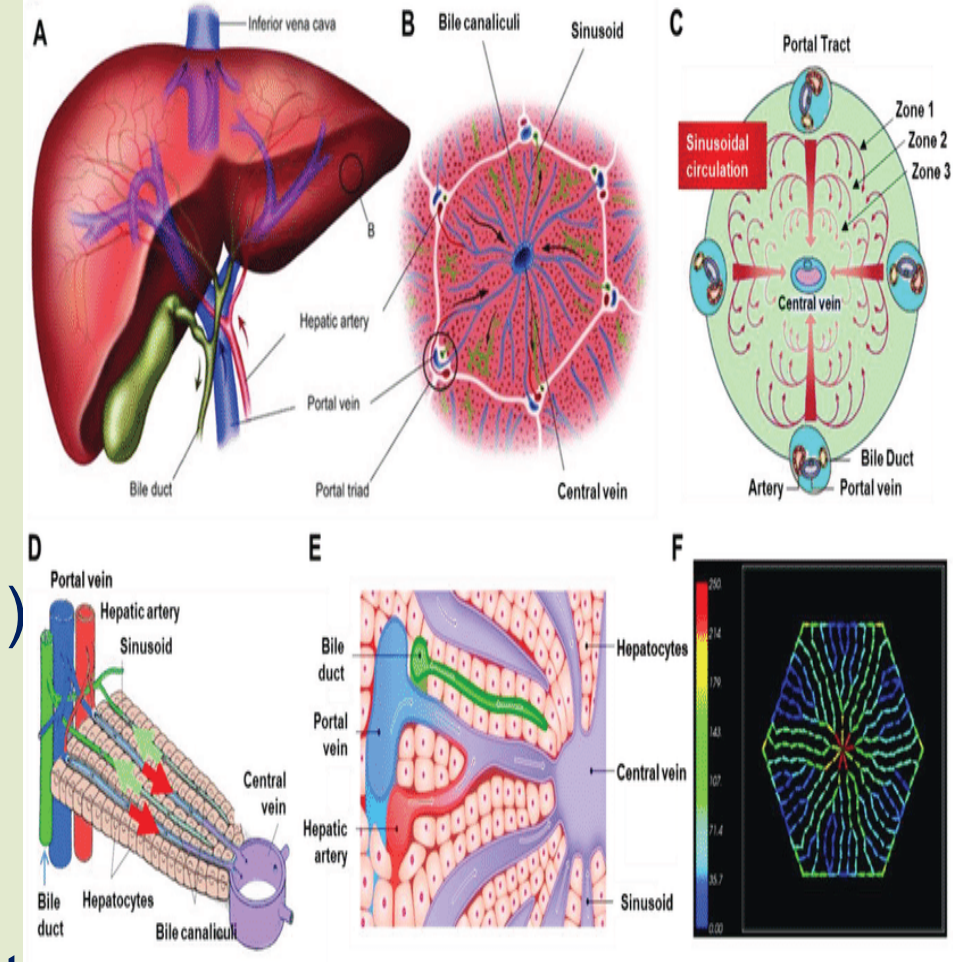 A
Inferior vena cava
B
Hepatic artery
Portal vein
Bile duct
Portal triad
B
Bile canaliculi
Sinusoid
Central vein
C
Portal Tract
Sinusoidal
circulation
Zone 1
Zone 2
Zone 3
Central vein
Bile Duct
Artery
Portal vein
)
D
Portal vein
Hepatic artery
Sinusoid
Central
vein
Bile
duct
Hepatocytes
Bile canaliculi
E
Bile
duct
Portal
vein
Hepatic
artery
Hepatocytes
Central vein
Sinusoid
F
250
214
179
143
107.
71.4
35.7
0.00